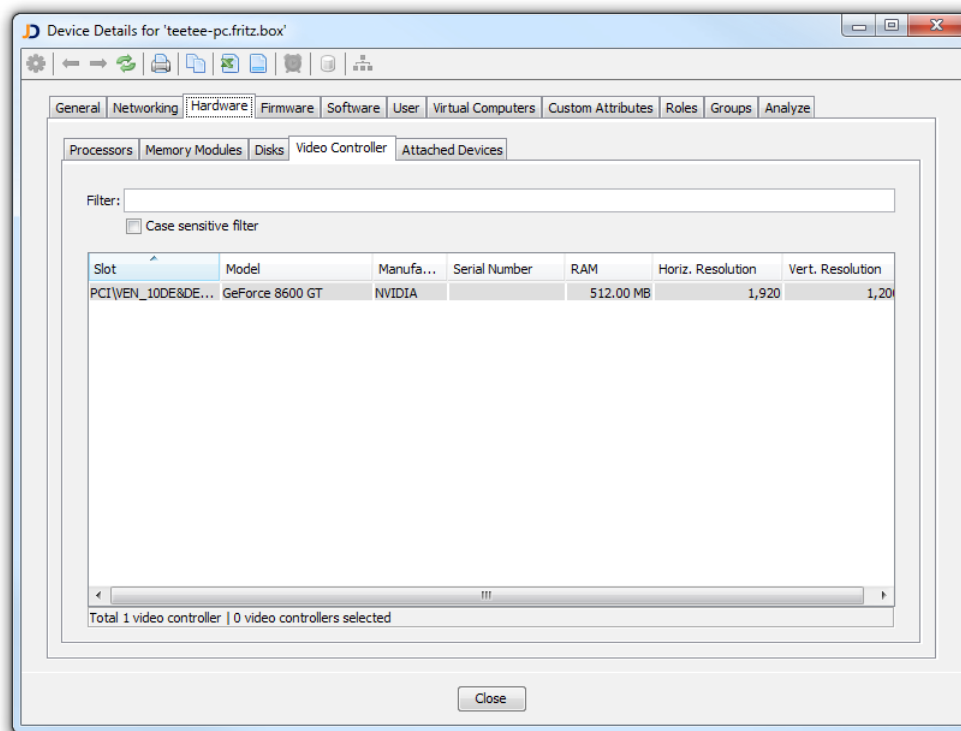 Device Details for 'teetee-pc.fritz.box'
General Networking Hardware Firmware Software User Virtual Computers Custom Attributes Roles Groups Analyze
Processors Memory Modules Disks Video Controller Attached Devices
Filter:
Case sensitive filter
Slot Model Manufa... Serial Number RAM Horiz. Resolution Vert. Resolution
PCI\VEN_10DE&DE... GeForce 8600 GT NVIDIA 512.00 MB 1,920
Total 1 video controller | 0 video controllers selected
Close